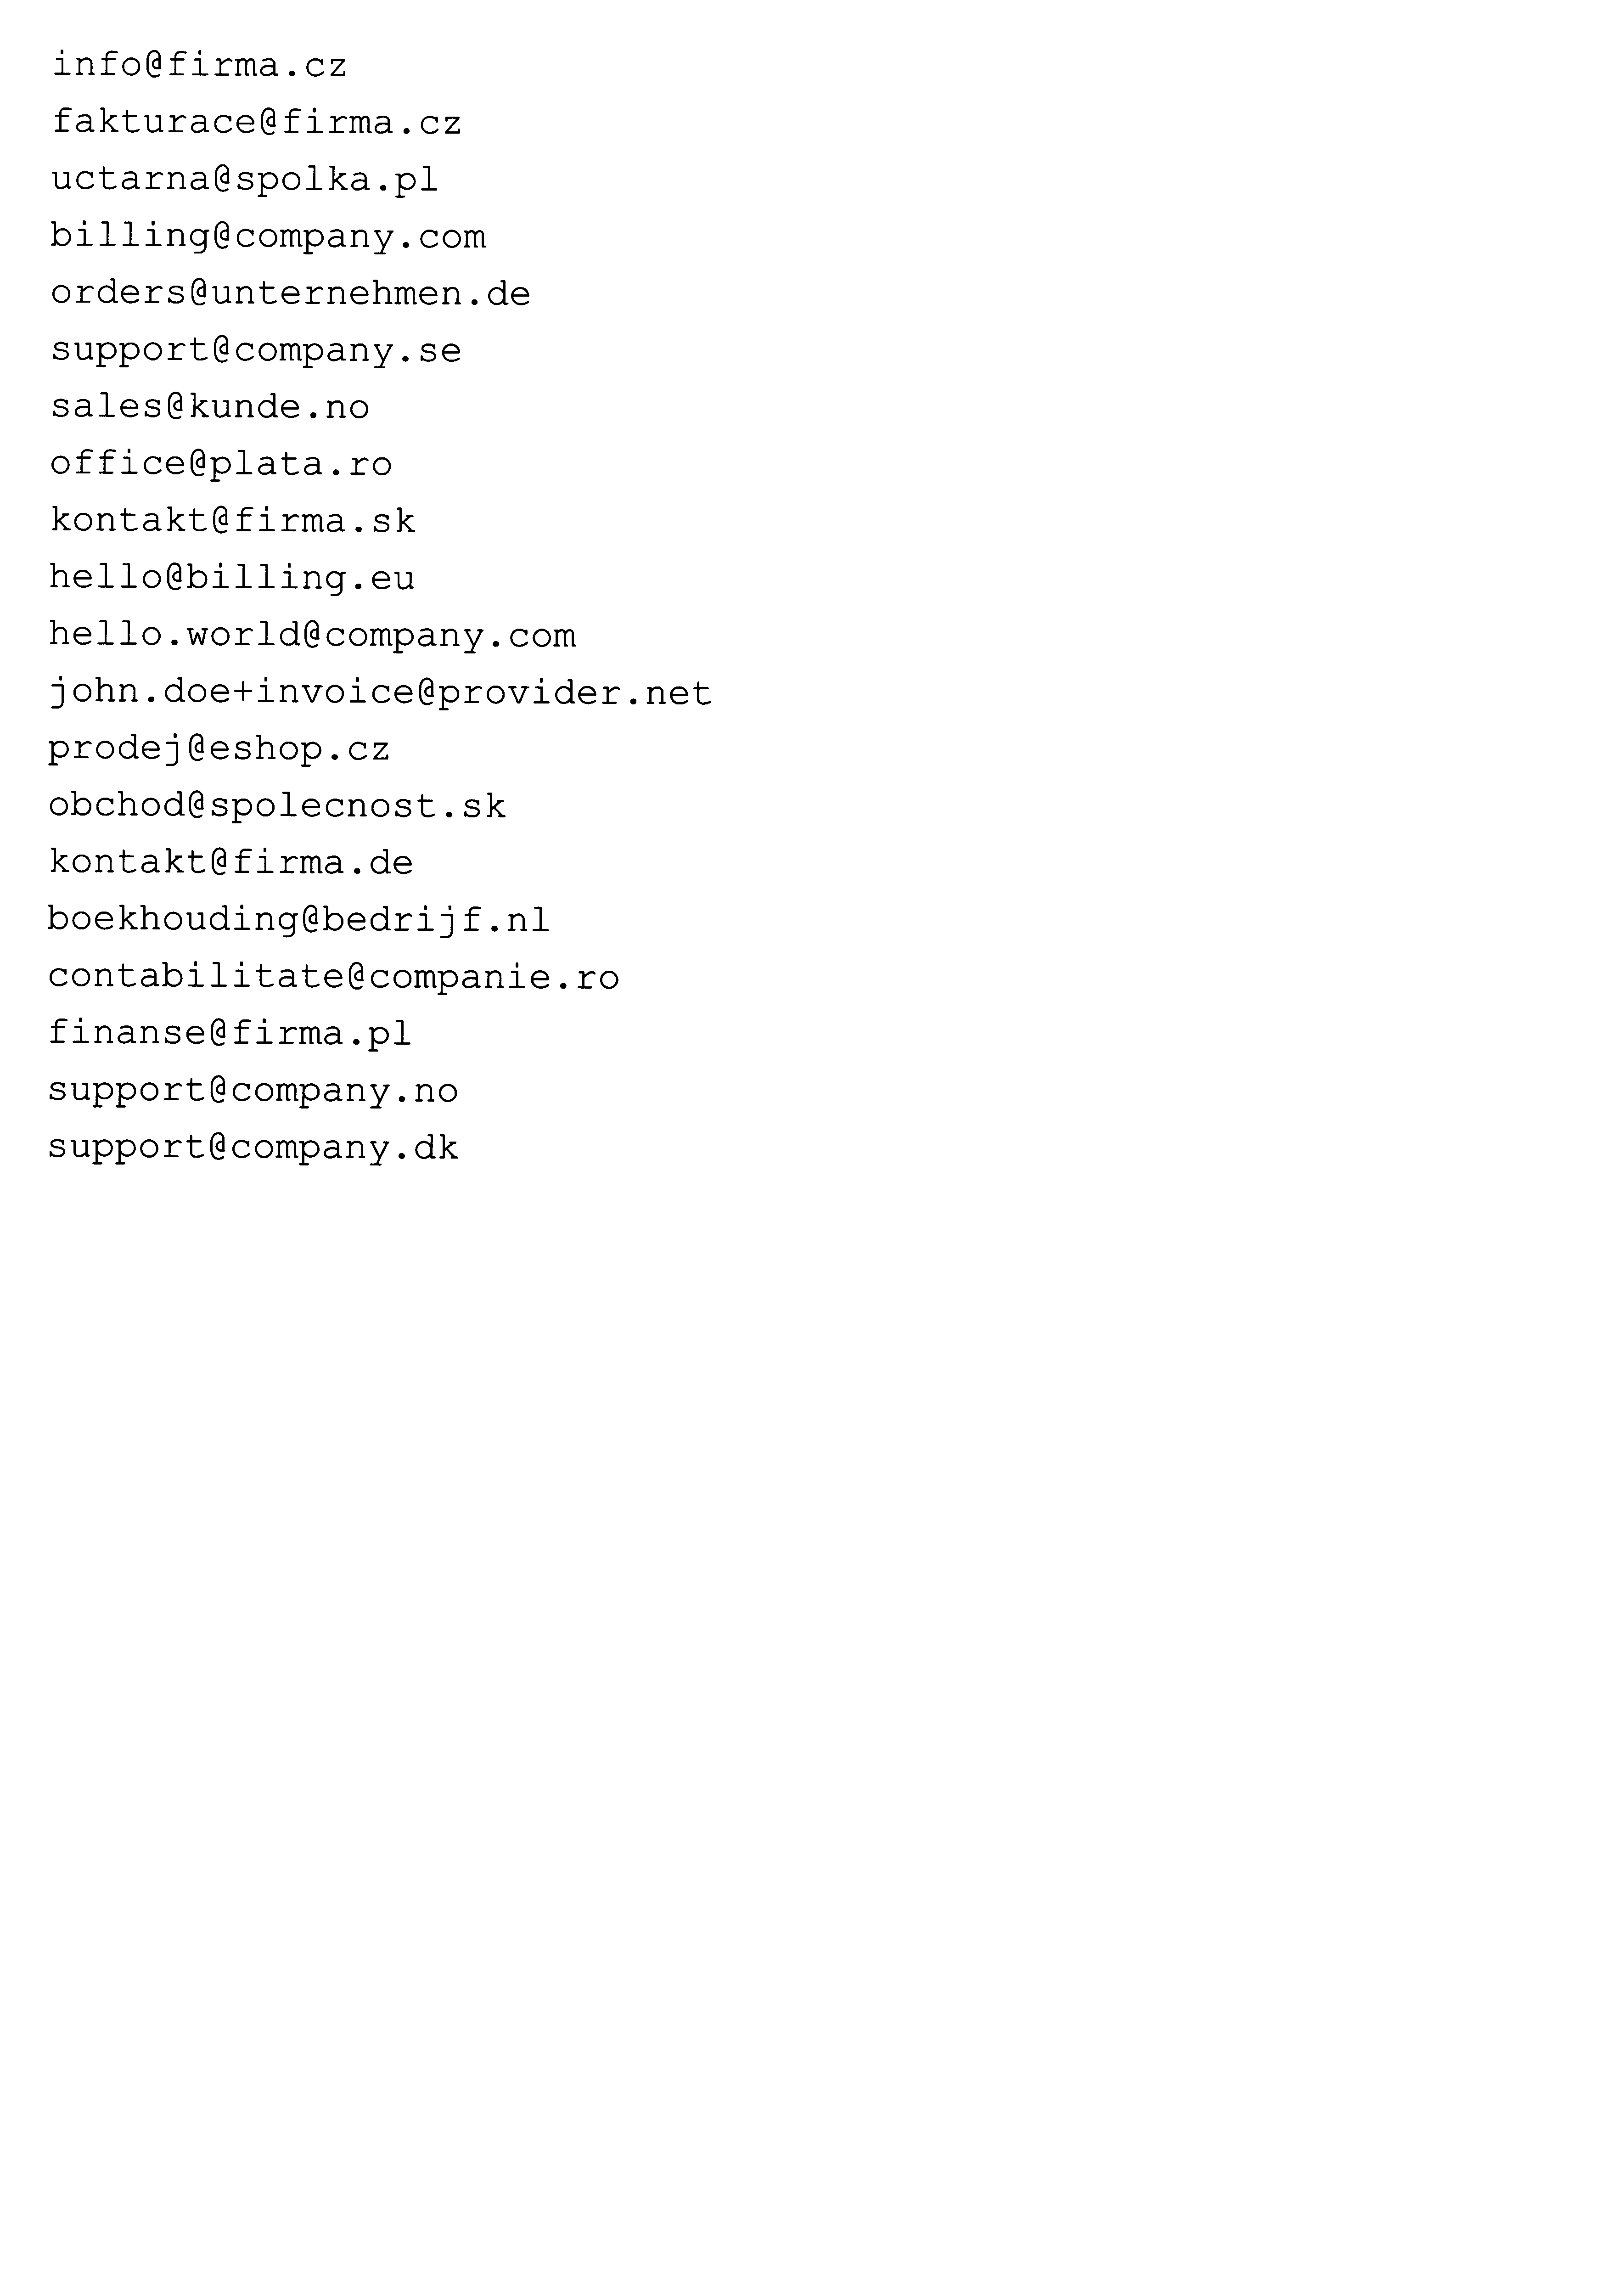 info@firma.cz
fakturace@firma.cz
uctarna@spolka.pl
billing@company.com
orders@unternehmen.de
support@company.se
sales@kunde.no
office@plata.ro
kontakt@firma.sk
hello@billing.eu
hello.world@company.com
john.doe+invoice@provider.net
prodej@eshop.cz
obchod@spolecnost.sk
kontakt@firma.de
boekhouding@bedrijf.nl
contabilitate@companie.ro
finanse@firma.pl
support@company.no
support@company.dk